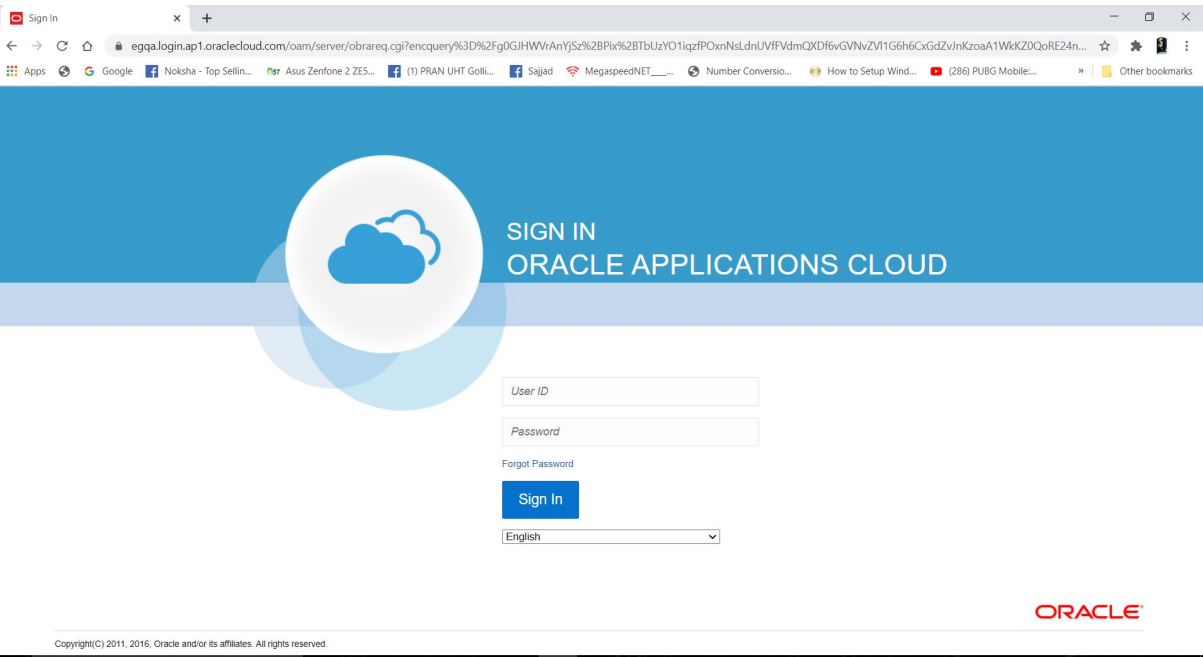 Sign In
egqa.login.ap1.oraclecloud.com/oam/server/obrareq.cgi?encquery%3D%2Fg0GJHWVrAnYjSz%2BPix%2BTbUzYO1iqzfPOxnNsLdnUVfFVdmQXDf6vGVNvZVl1G6h6CxGdZvJnKzoaA1WkKZ0QoRE24n...
Apps Google Noksha - Top Sellin... Asus Zenfone 2 ZE5... (1) PRAN UHT Golli... Sajjad MegaspeedNET___... Number Conversio... How to Setup Wind... (286) PUBG Mobile:... » Other bookmarks
SIGN IN
ORACLE APPLICATIONS CLOUD
User ID
Password
Forgot Password
Sign In
English
ORACLE
Copyright(C) 2011, 2016, Oracle and/or its affiliates. All rights reserved.